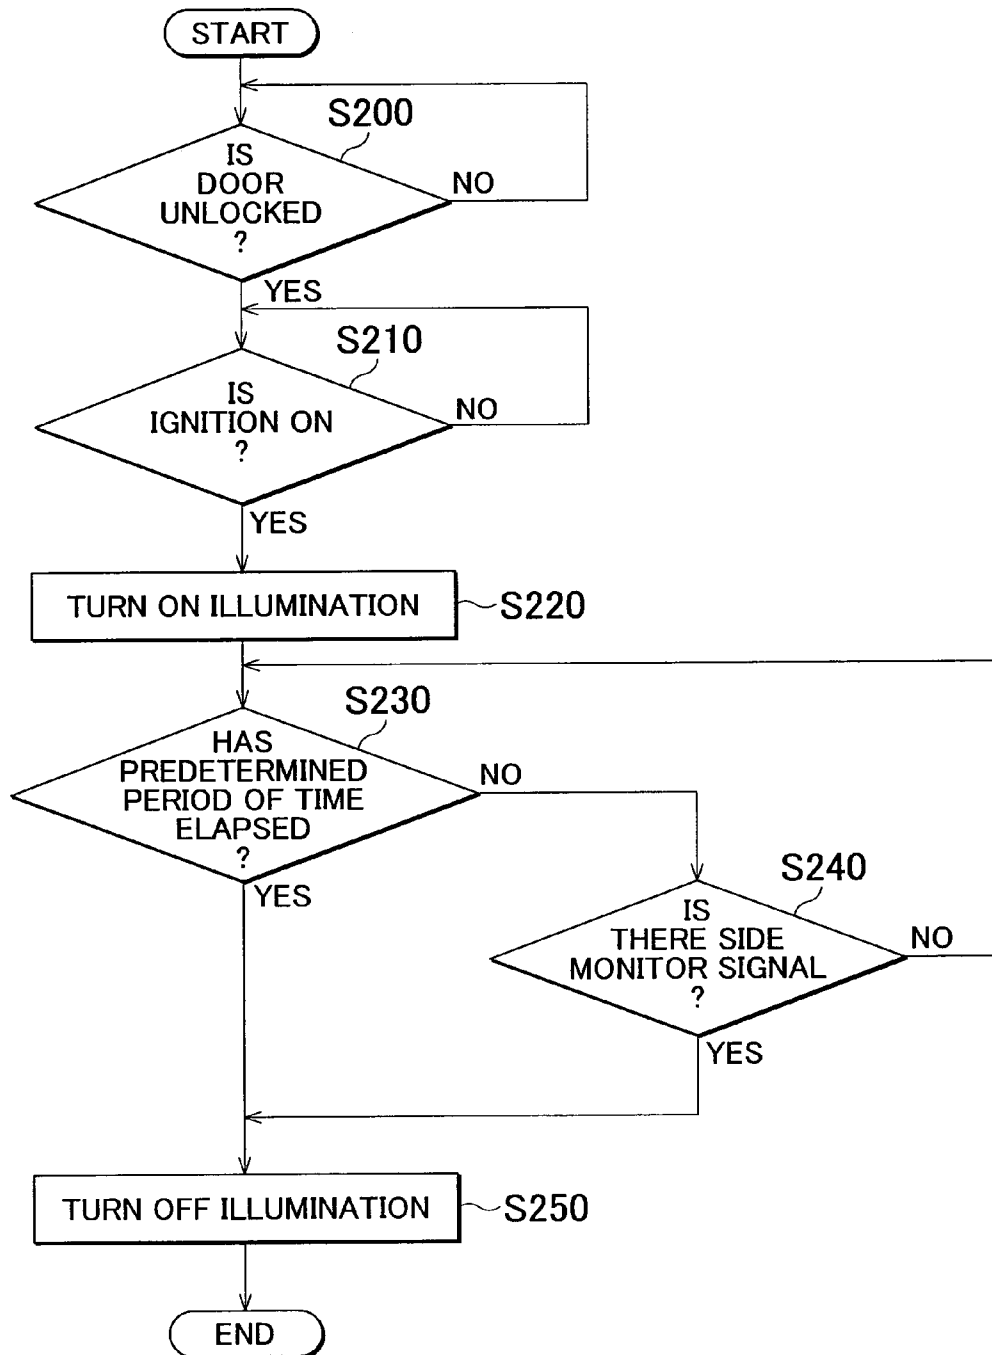 START
S200
IS
DOOR
UNLOCKED
?
NO
YES
S210
IS
IGNITION ON
?
NO
YES
TURN ON ILLUMINATION
S220
S230
HAS
PREDETERMINED
PERIOD OF TIME
ELAPSED
?
NO
YES
S240
IS
THERE SIDE
MONITOR SIGNAL
?
NO
YES
TURN OFF ILLUMINATION
S250
END